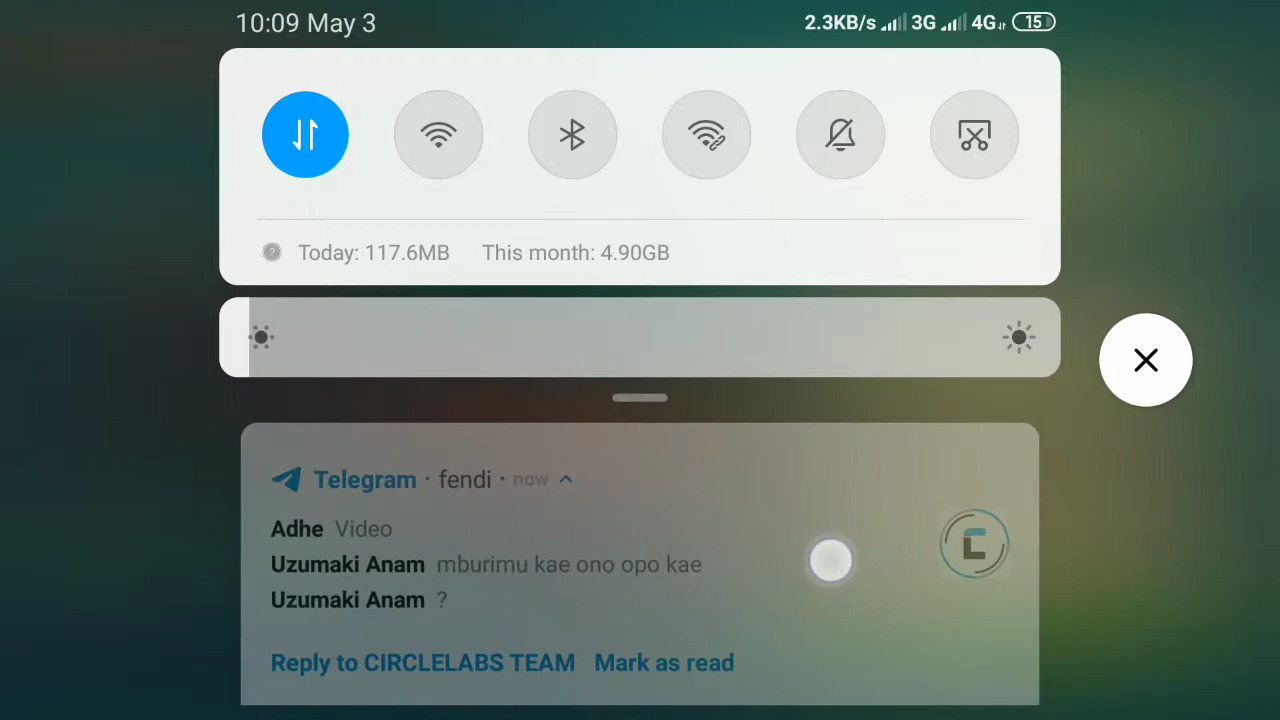 10:09 May 3
2.3KB/s 3G 4G 15
Today: 117.6MB This month: 4.90GB
Telegram · fendi · now
Adhe Video
Uzumaki Anam mburimu kae ono opo kae
Uzumaki Anam ?
Reply to CIRCLELABS TEAM Mark as read